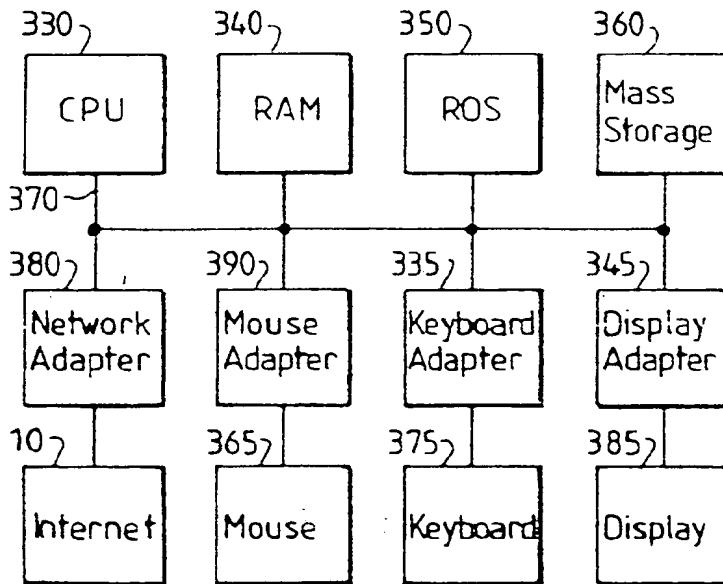 330 340 350 360
CPU RAM ROS Mass Storage
370
380 390 335 345
Network Adapter Mouse Adapter Keyboard Adapter Display Adapter
10 365 375 385
Internet Mouse Keyboard Display